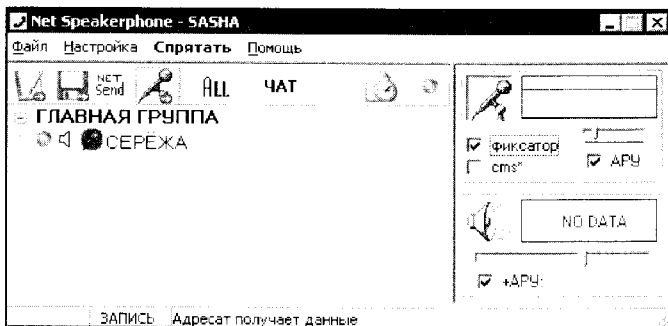 Net Speakerphone - SASHA
Файл Настройка Спрятать Помощь
NET Send ALL ЧАТ
ГЛАВНАЯ ГРУППА
СЕРЁЖА
фиксатор
cms*
АРУ
NO DATA
+АРУ:
ЗАПИСЬ Адресат получает данные